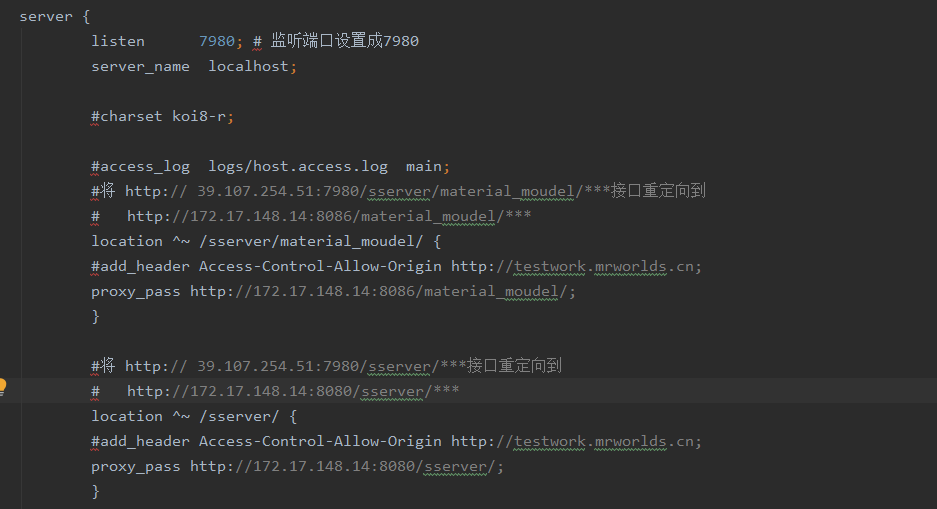 server {
listen 7980; # 监听端口设置成7980
server_name localhost;
#charset koi8-r;
#access_log logs/host.access.log main;
#将 http:// 39.107.254.51:7980/sserver/material_moudel/***接口重定向到
# http://172.17.148.14:8086/material_moudel/***
location ^~ /sserver/material_moudel/ {
#add_header Access-Control-Allow-Origin http://testwork.mrworlds.cn;
proxy_pass http://172.17.148.14:8086/material_moudel/;
}
#将 http:// 39.107.254.51:7980/sserver/***接口重定向到
# http://172.17.148.14:8080/sserver/***
location ^~ /sserver/ {
#add_header Access-Control-Allow-Origin http://testwork.mrworlds.cn;
proxy_pass http://172.17.148.14:8080/sserver/;
}